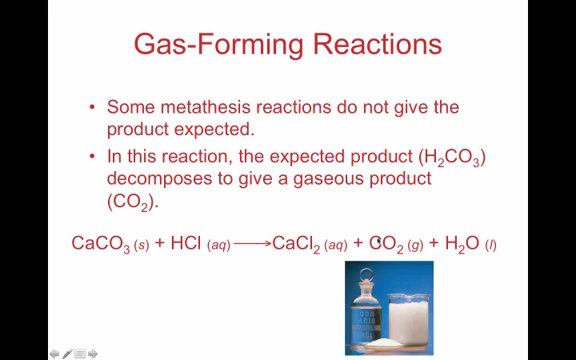 Gas-Forming Reactions
• Some metathesis reactions do not give the
product expected.
• In this reaction, the expected product (H₂CO₃)
decomposes to give a gaseous product
(CO₂).
CaCO₃ (s) + HCl (aq) ⟶ CaCl₂ (aq) + CO₂ (g) + H₂O (l)
ACID